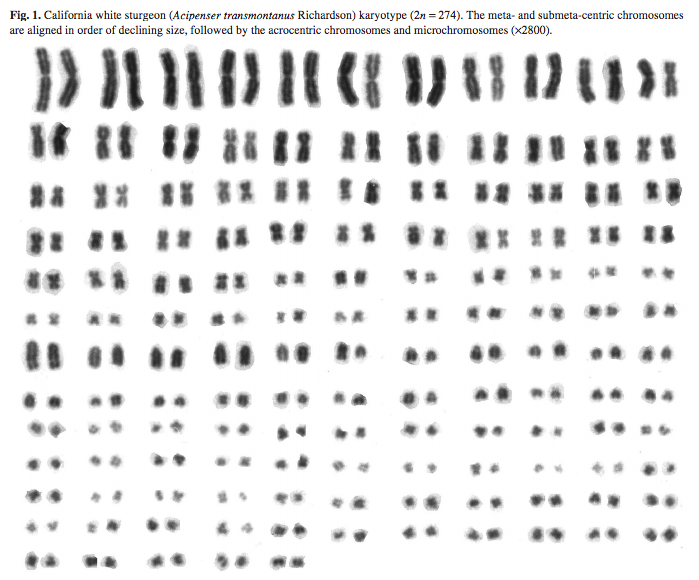 Fig. 1. California white sturgeon (Acipenser transmontanus Richardson) karyotype (2n = 274). The meta- and submeta-centric chromosomes
are aligned in order of declining size, followed by the acrocentric chromosomes and microchromosomes (×2800).